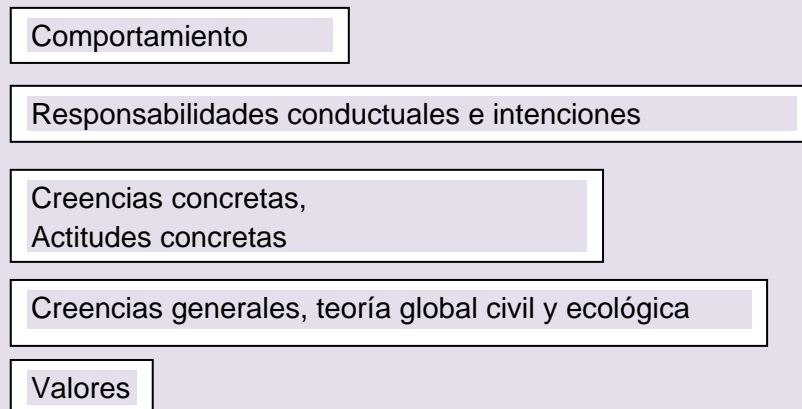 Comportamiento
Responsabilidades conductuales e intenciones
Creencias concretas,
Actitudes concretas
Creencias generales, teoría global civil y ecológica
Valores